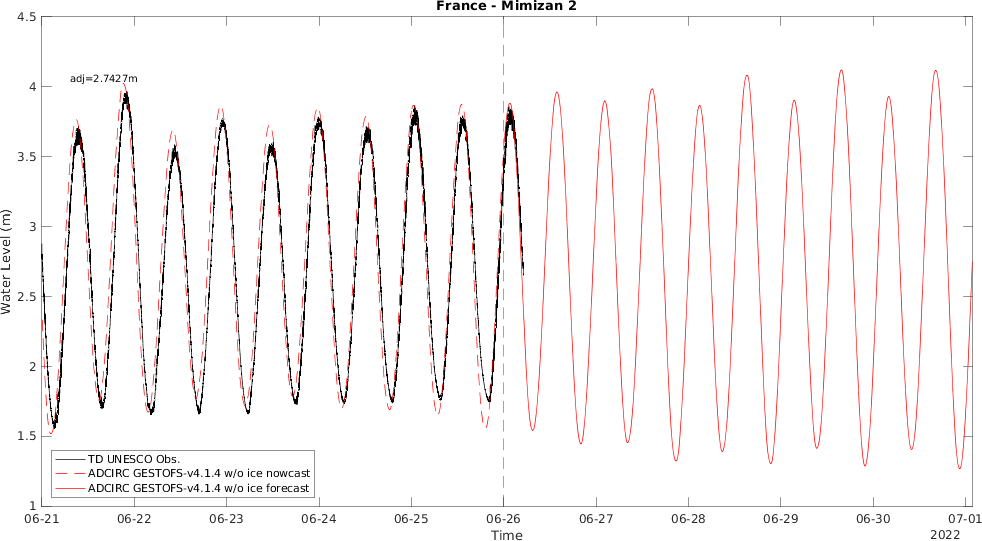 France - Mimizan 2
adj=2.7427m
Water Level (m)
4.5
4
3.5
3
2.5
2
1.5
1
TD UNESCO Obs.
ADCIRC GESTOFS-v4.1.4 w/o ice nowcast
ADCIRC GESTOFS-v4.1.4 w/o ice forecast
06-21 06-22 06-23 06-24 06-25 06-26 06-27 06-28 06-29 06-30 07-01
Time
2022